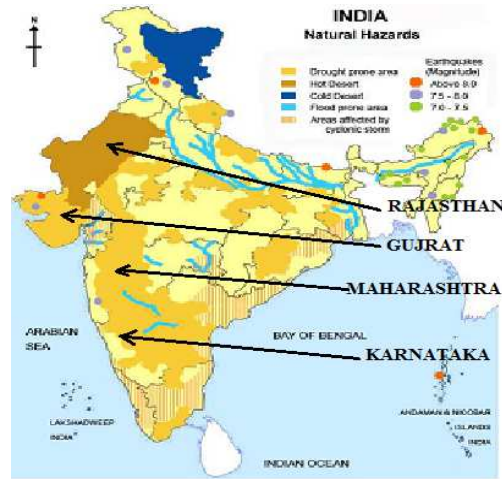 INDIA
Natural Hazards
N
Drought prone area
Hot Desert
Cold Desert
Flood prone area
Areas affected by
cyclonic storm
Earthquakes
(Magnitude)
Above 8.0
7.5 - 8.0
7.0 - 7.5
RAJASTHAN
GUJRAT
MAHARASHTRA
KARNATAKA
ARABIAN
SEA
BAY OF BENGAL
LAKSHADWEEP
INDIA
ANDAMAN & NICOBAR
ISLANDS
INDIA
INDIAN OCEAN